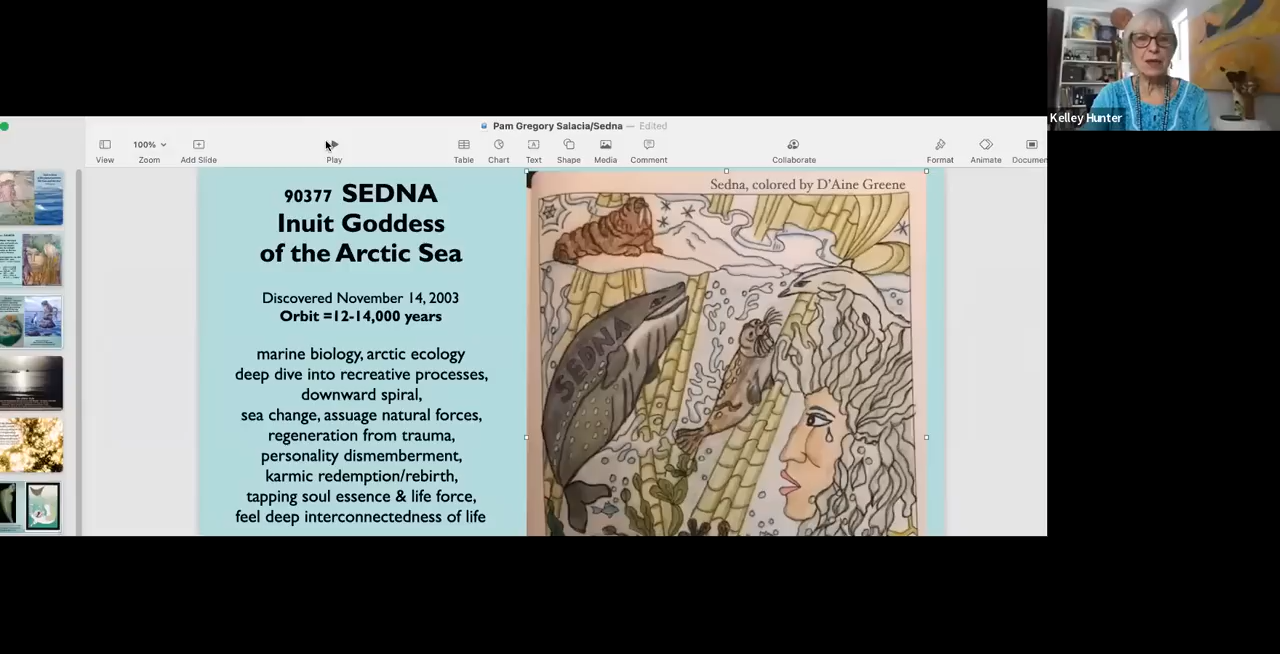 Kelley Hunter
Pam Gregory Salacia/Sedna — Edited
100%
View
Zoom
Add Slide
Play
Table
Chart
Text
Shape
Media
Comment
Collaborate
Format
Animate
Documen
90377 SEDNA
Inuit Goddess
of the Arctic Sea
Discovered November 14, 2003
Orbit =12-14,000 years
marine biology, arctic ecology
deep dive into recreative processes,
downward spiral,
sea change, assuage natural forces,
regeneration from trauma,
personality dismemberment,
karmic redemption/rebirth,
tapping soul essence & life force,
feel deep interconnectedness of life
Sedna, colored by D'Aine Greene
SEDNA